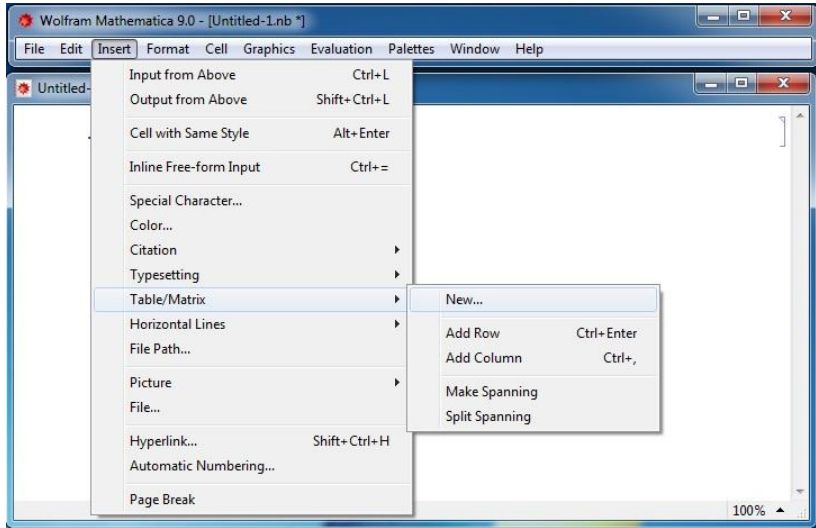 Wolfram Mathematica 9.0 - [Untitled-1.nb *]
File Edit Insert Format Cell Graphics Evaluation Palettes Window Help
Untitled-
Input from Above Ctrl+L
Output from Above Shift+Ctrl+L
Cell with Same Style Alt+Enter
Inline Free-form Input Ctrl+=
Special Character...
Color...
Citation
Typesetting
Table/Matrix
New...
Horizontal Lines
Add Row Ctrl+Enter
File Path...
Add Column Ctrl+,
Picture
Make Spanning
File...
Split Spanning
Hyperlink... Shift+Ctrl+H
Automatic Numbering...
Page Break
100%